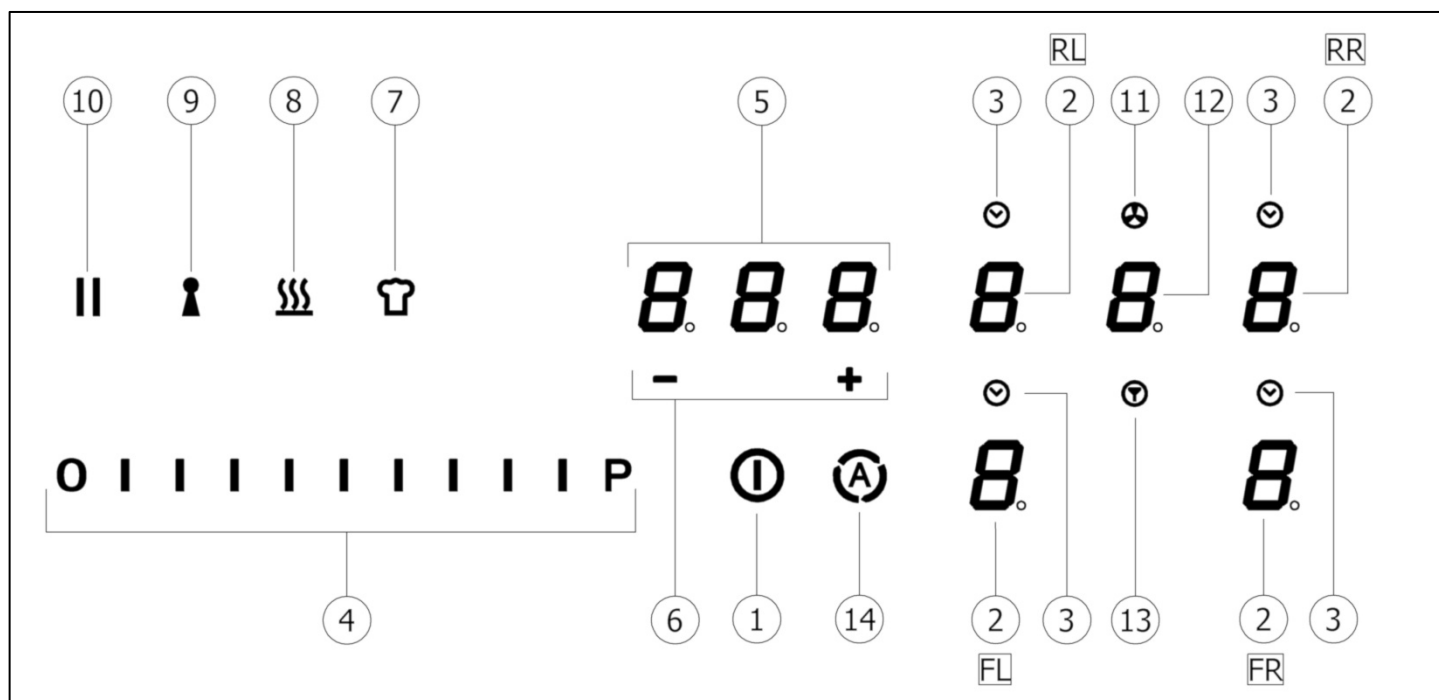 RL RR
10 9 8 7 5 3 2 11 12 3 2
8. 8. 8. 8. 8. 8.
- +
0 I I I I I I I I I P A 8. 8.
4 6 1 14 2 3 13 2 3
FL FR